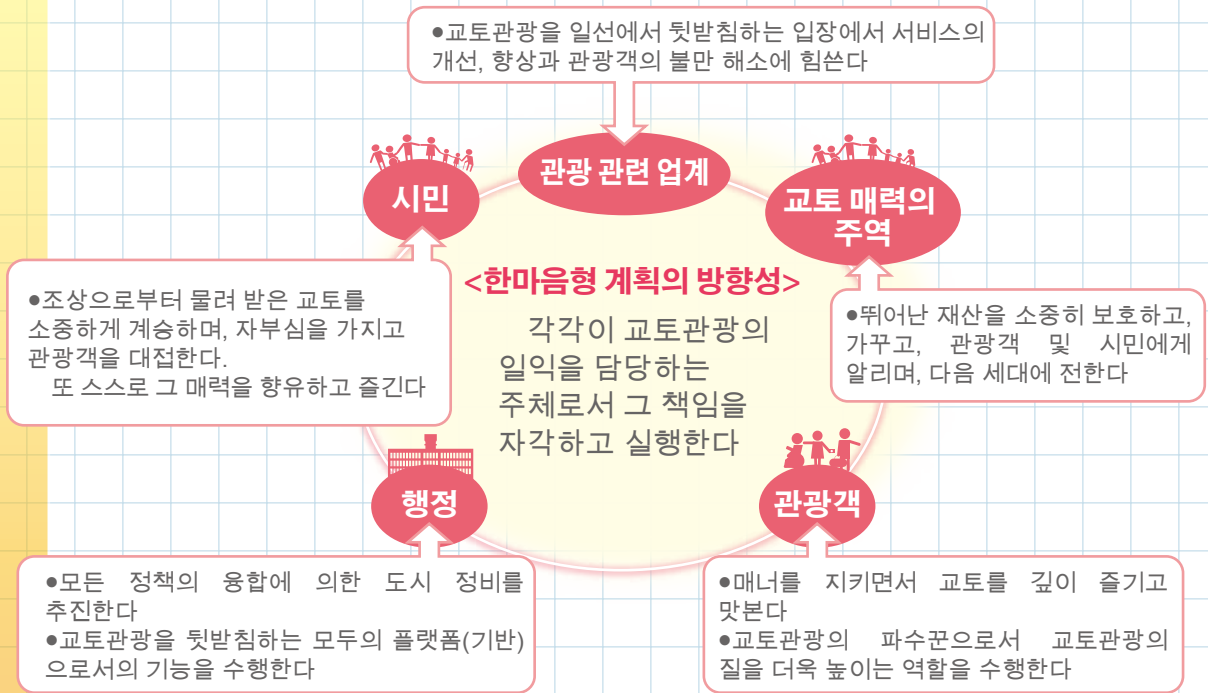 ●교토관광을 일선에서 뒷받침하는 입장에서 서비스의
개선, 향상과 관광객의 불만 해소에 힘쓴다
관광 관련 업계
시민
교토 매력의
주역
<한마음형 계획의 방향성>
각각이 교토관광의
일익을 담당하는
주체로서 그 책임을
자각하고 실행한다
●조상으로부터 물려 받은 교토를
소중하게 계승하며, 자부심을 가지고
관광객을 대접한다.
또 스스로 그 매력을 향유하고 즐긴다
●뛰어난 재산을 소중히 보호하고,
가꾸고, 관광객 및 시민에게
알리며, 다음 세대에 전한다
행정
관광객
●모든 정책의 융합에 의한 도시 정비를
추진한다
●교토관광을 뒷받침하는 모두의 플랫폼(기반)
으로서의 기능을 수행한다
●매너를 지키면서 교토를 깊이 즐기고
맛본다
●교토관광의 파수꾼으로서 교토관광의
질을 더욱 높이는 역할을 수행한다